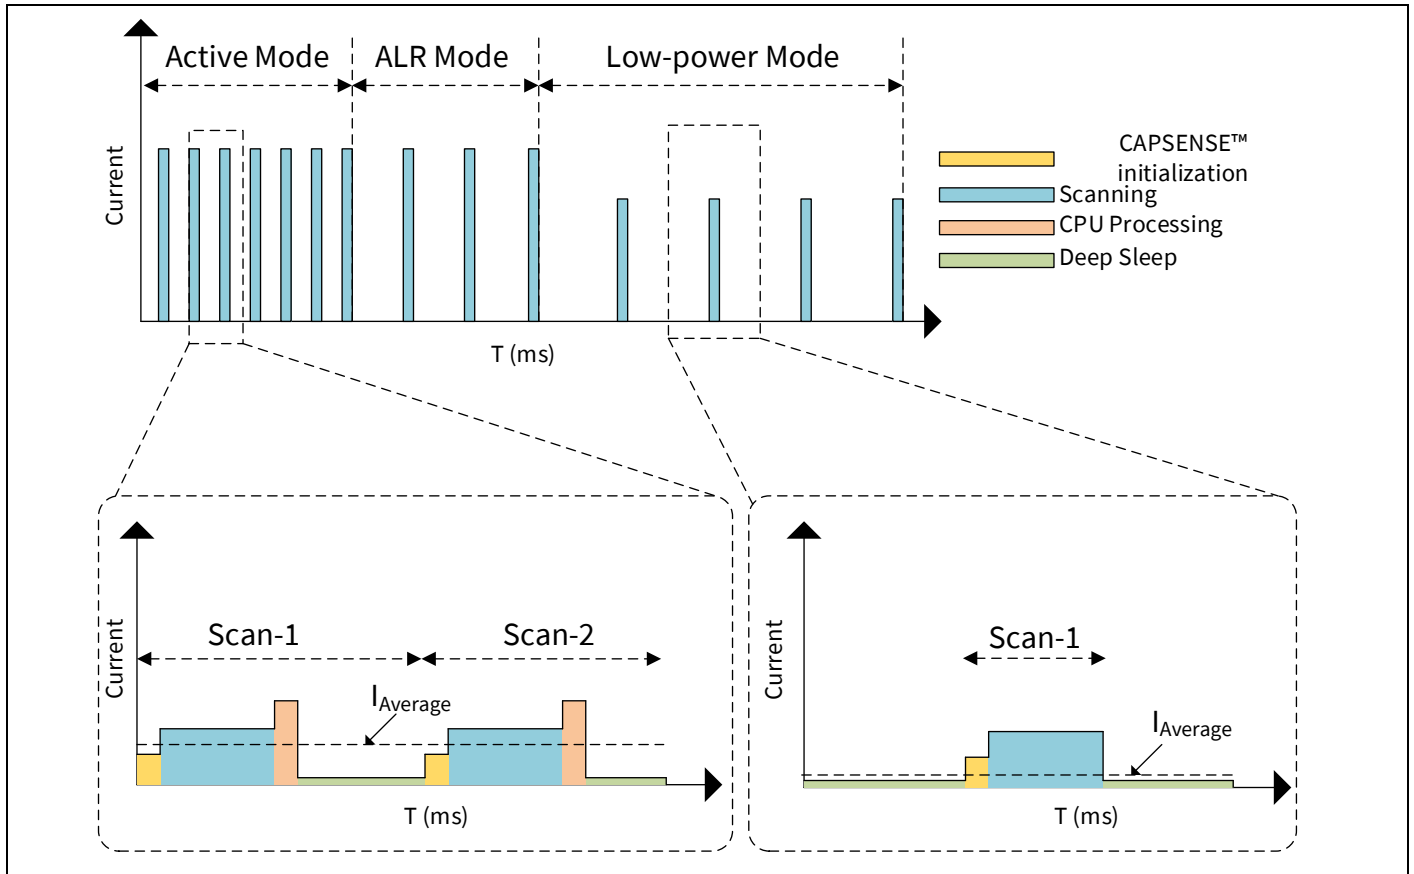 Active Mode
ALR Mode
Low-power Mode
Current
T (ms)
CAPSENSE™
initialization
Scanning
CPU Processing
Deep Sleep
Scan-1
Scan-2
IAverage
Current
T (ms)
Scan-1
IAverage
Current
T (ms)